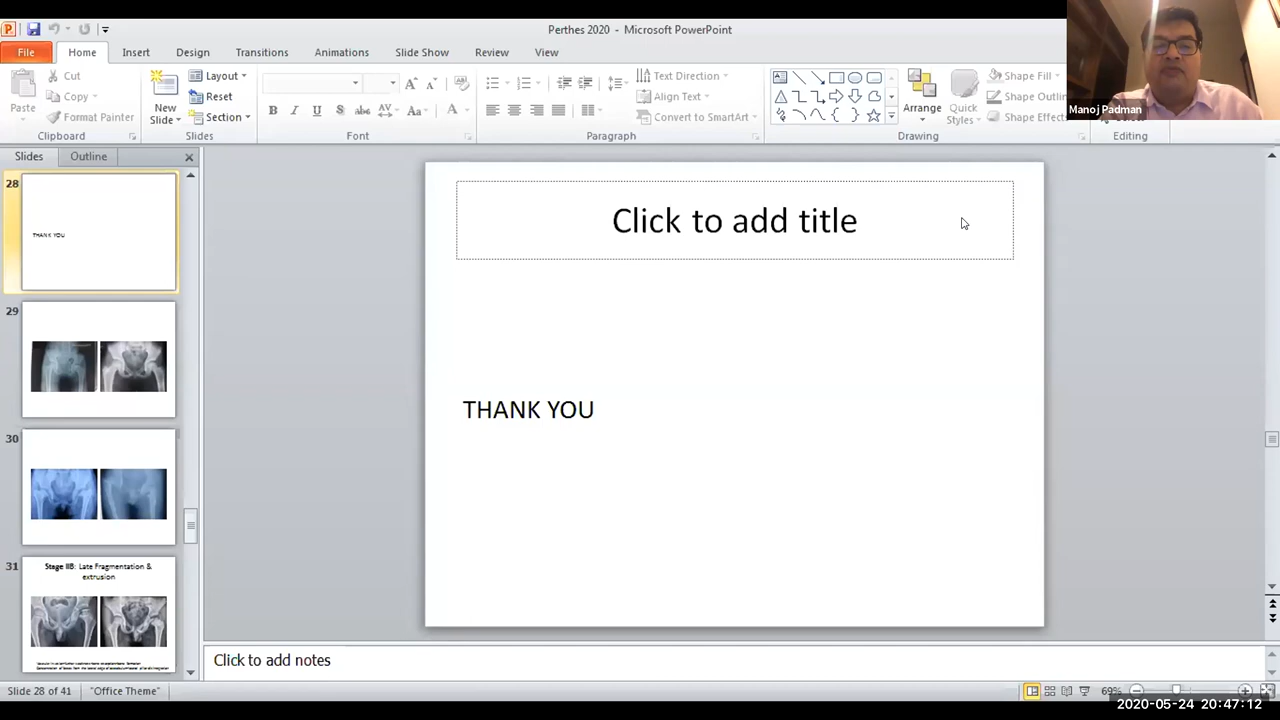 Perthes 2020 - Microsoft PowerPoint
File Home Insert Design Transitions Animations Slide Show Review View
Paste
Cut
Copy
Format Painter
Clipboard
New
Slide
Layout
Reset
Section
Slides
B I U S abc AV Aa A
Font
Text Direction
Align Text
Convert to SmartArt
Paragraph
Arrange
Quick
Styles
Shape Fill
Shape Outlin
Shape Effects
Drawing
Editing
Manoj Padman
Slides Outline
28
THANK YOU
29
30
31
Stage IIB: Late Fragmentation &
extrusion
Click to add title
THANK YOU
Click to add notes
Slide 28 of 41
"Office Theme"
69%
2020-05-24 20:47:12